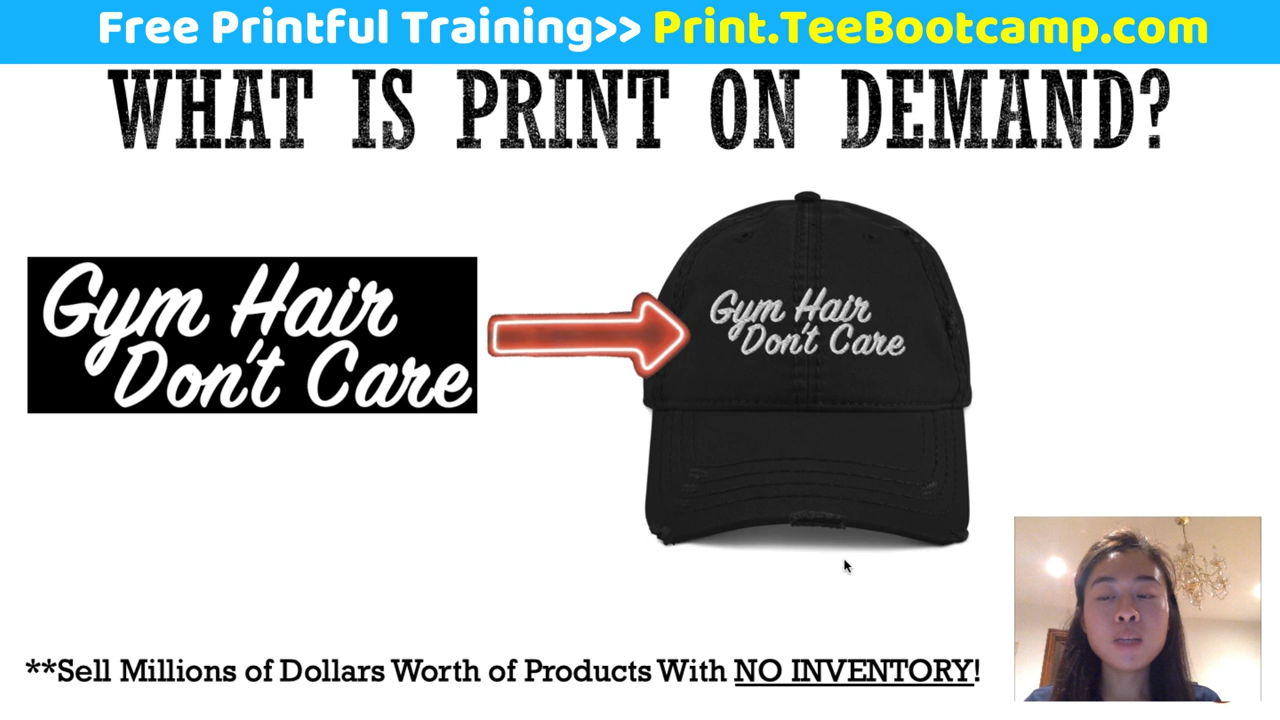 Free Printful Training>> Print.TeeBootcamp.com
WHAT IS PRINT ON DEMAND?
Gym Hair
Don't Care
Gym Hair
Don't Care
**Sell Millions of Dollars Worth of Products With NO INVENTORY!